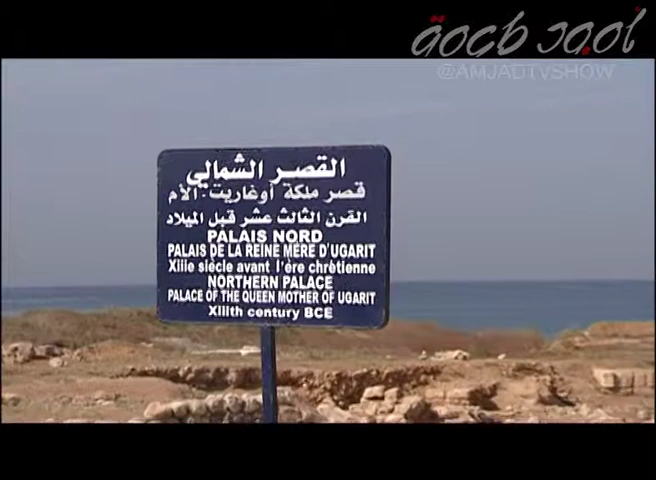 @AMJADTVSHOW
القصر الشمالي
قصر ملكة أوغاريت: الأم
القرن الثالث عشر قبل الميلاد
PALAIS NORD
PALAIS DE LA REINE MÈRE D'UGARIT
XIIIe siècle avant l'ère chrétienne
NORTHERN PALACE
PALACE OF THE QUEEN MOTHER OF UGARIT
XIIIth century BCE